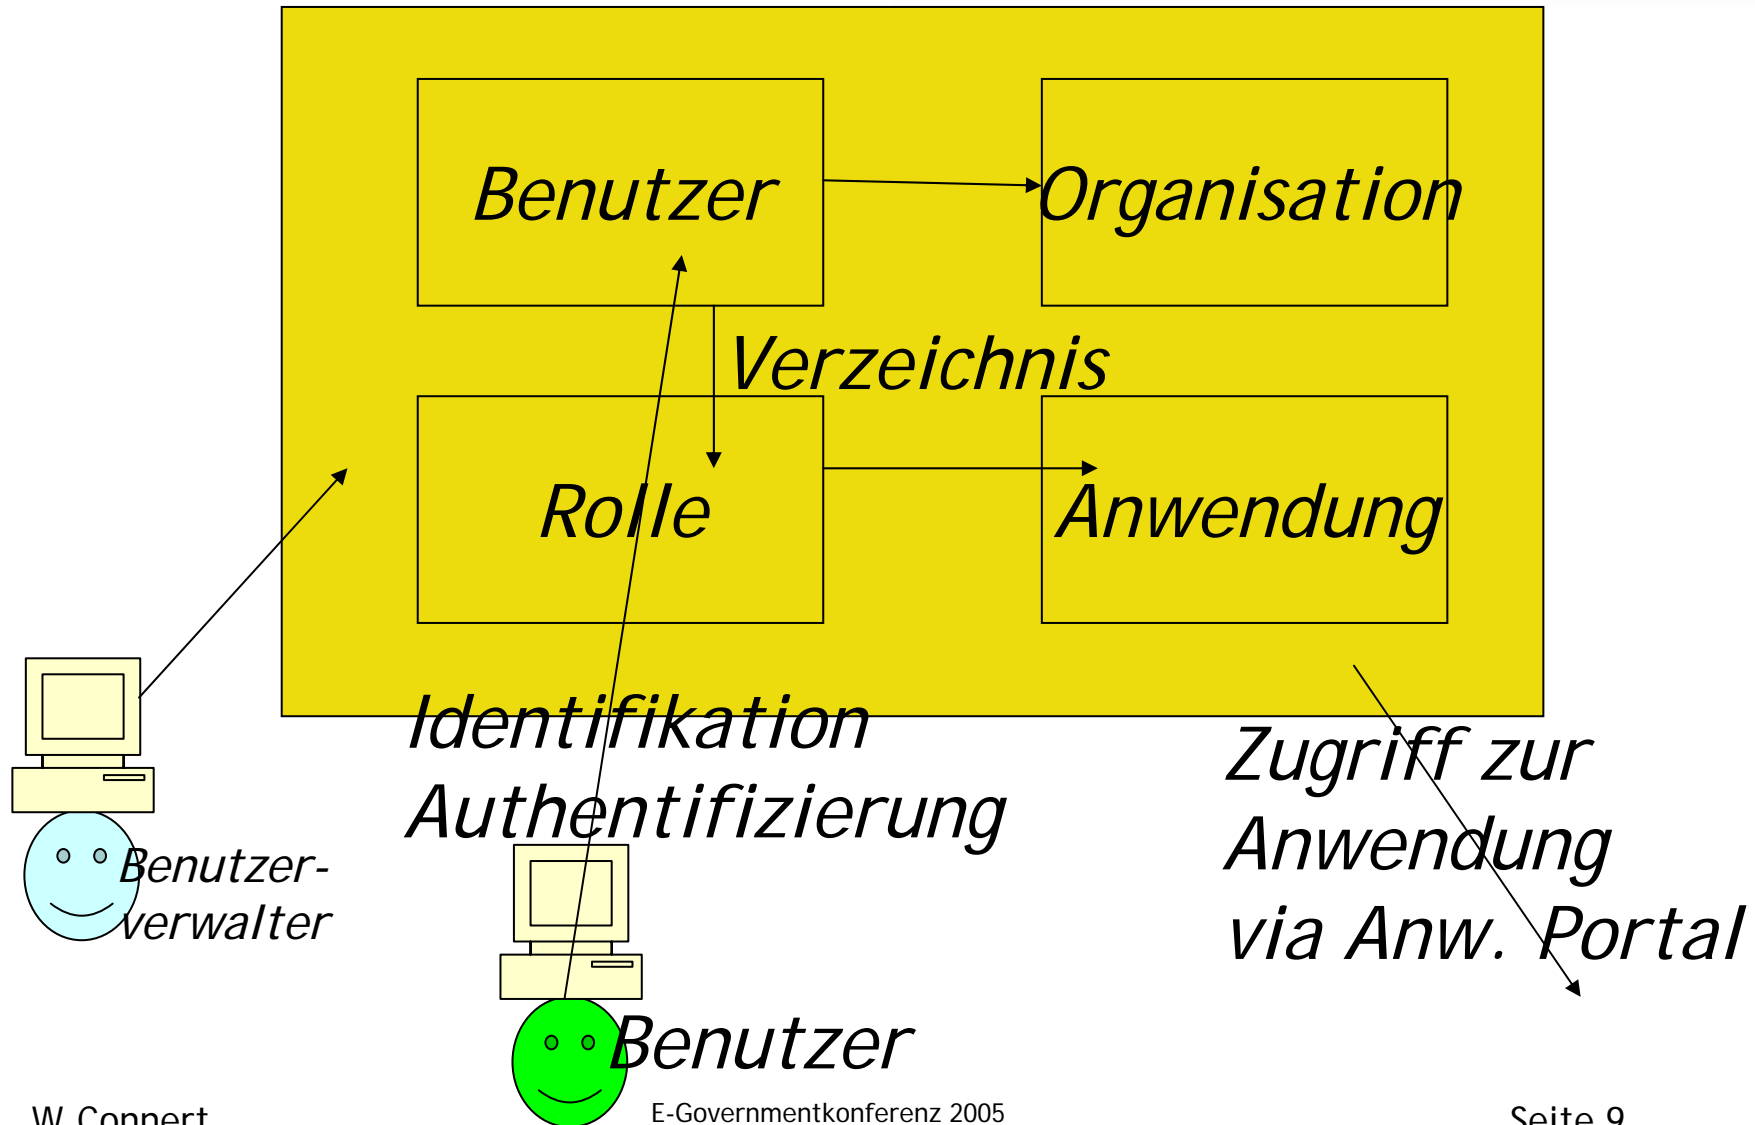 Benutzer
Organisation
Verzeichnis
Rolle
Anwendung
Identifikation
Authentifizierung
Zugriff zur
Anwendung
via Anw. Portal
Benutzer-
verwalter
Benutzer
W. Connert
E-Governmentkonferenz 2005
Seite 9